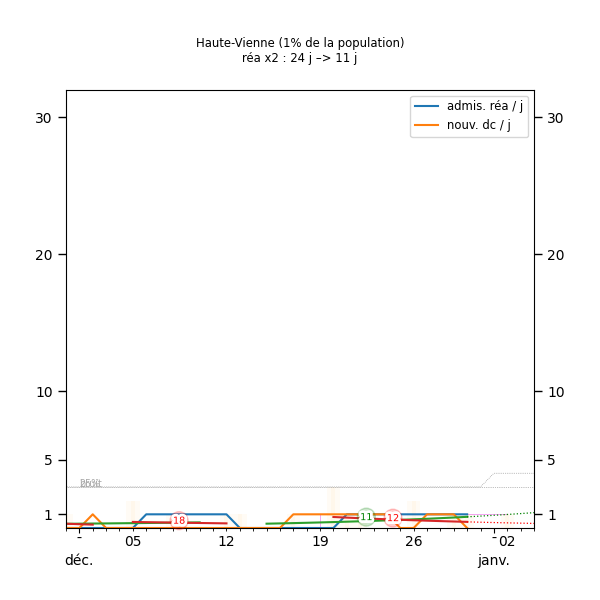 Haute-Vienne (1% de la population)
réa x2 : 24 j –> 11 j
admis. réa / j
nouv. dc / j
30 30
20 20
10 10
5 5
1 1
18 11 12
- 05 12 19 26 - 02
déc. janv.